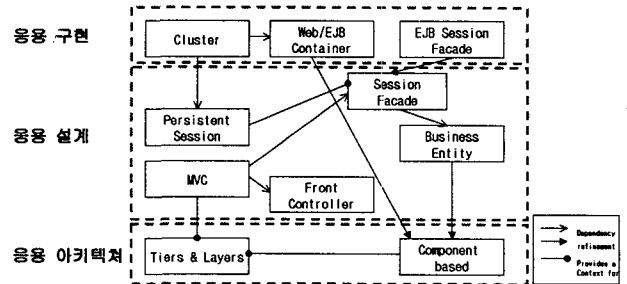 응용 구현
Cluster
Web/EJB
Container
EJB Session
Facade
응용 설계
Session
Facade
Persistent
Session
Business
Entity
MVC
Front
Controller
응용 아키텍쳐
Tiers & Layers
Component
based
Dependency
refinement
Provides a
Context for